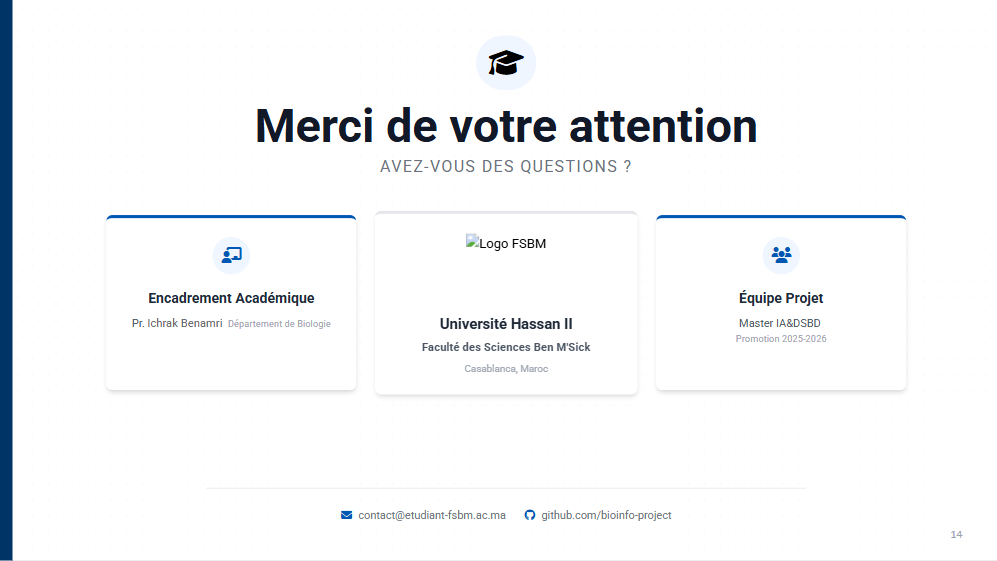 Merci de votre attention
AVEZ-VOUS DES QUESTIONS ?
Encadrement Académique
Pr. Ichrak Benamri Département de Biologie
Logo FSBM
Université Hassan II
Faculté des Sciences Ben M'Sick
Casablanca, Maroc
Équipe Projet
Master IA&DSBD
Promotion 2025-2026
contact@etudiant-fsbm.ac.ma github.com/bioinfo-project
14